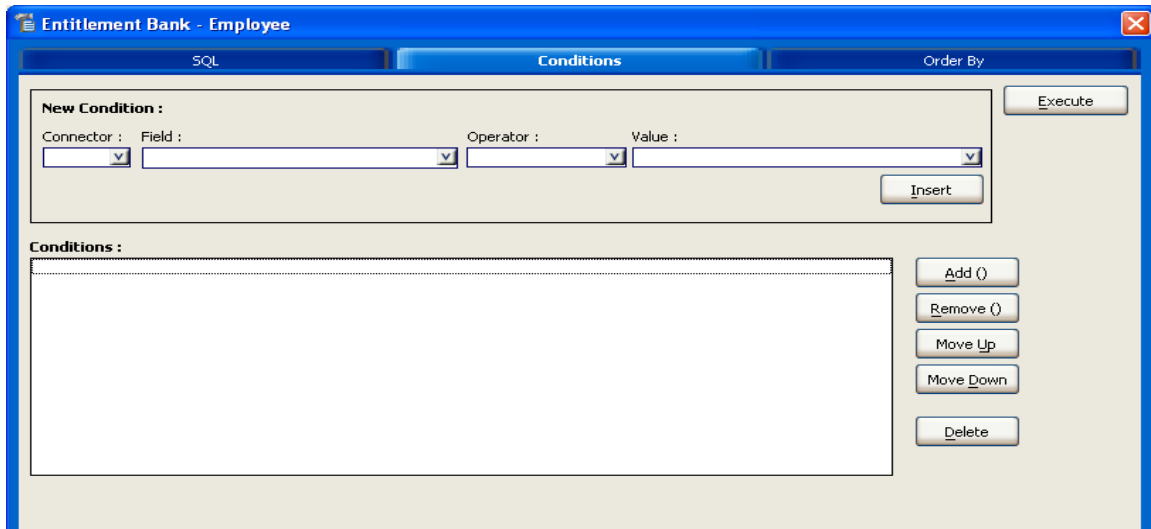 Entitlement Bank - Employee
SQL Conditions Order By
New Condition : Execute
Connector : Field : Operator : Value :
Insert
Conditions :
Add ()
Remove ()
Move Up
Move Down
Delete